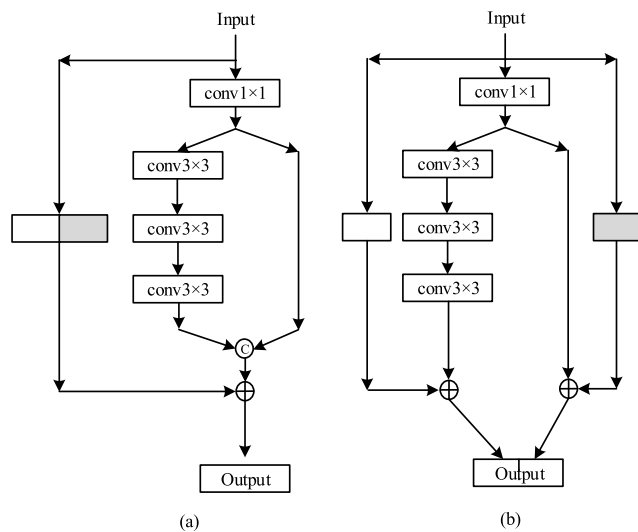 Input
conv1×1
conv3×3
conv3×3
conv3×3
C
Output
(a)
Input
conv1×1
conv3×3
conv3×3
conv3×3
Output
(b)